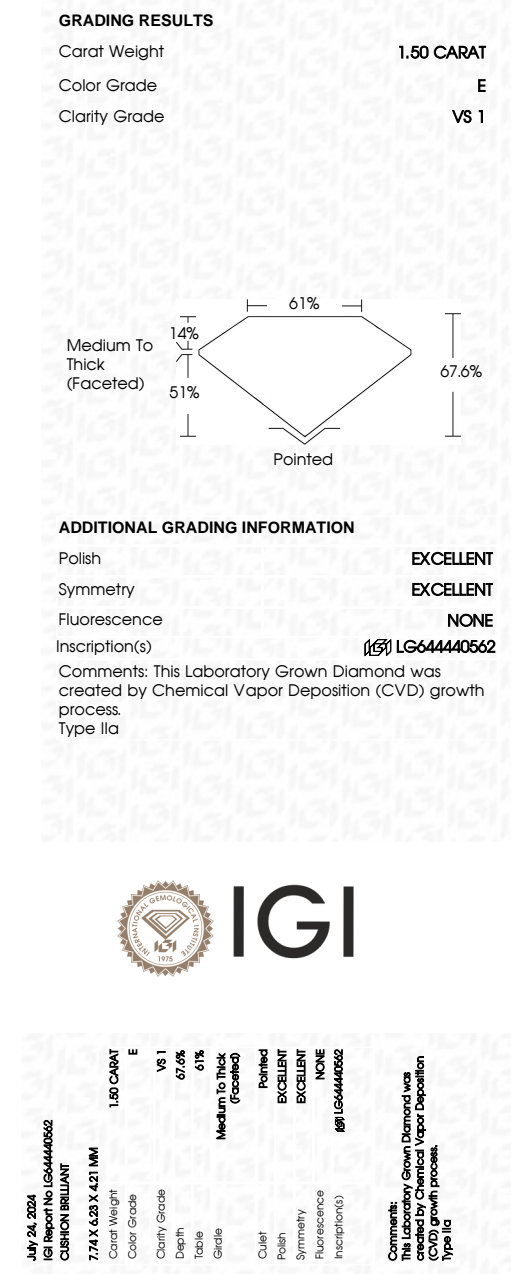 GRADING RESULTS
Carat Weight 1.50 CARAT
Color Grade E
Clarity Grade VS 1
61%
14%
Medium To
Thick
(Faceted)
51%
67.6%
Pointed
ADDITIONAL GRADING INFORMATION
Polish EXCELLENT
Symmetry EXCELLENT
Fluorescence NONE
Inscription(s) IGI LG644440562
Comments: This Laboratory Grown Diamond was
created by Chemical Vapor Deposition (CVD) growth
process.
Type IIa
INTERNATIONAL GEMOLOGICAL INSTITUTE
IGI
1975
IGI
July 24, 2024
IGI Report No LG644440562
CUSHION BRILLIANT
7.74 X 6.23 X 4.21 MM
Carat Weight 1.50 CARAT
Color Grade E
Clarity Grade VS 1
Depth 67.6%
Table 61%
Girdle Medium To Thick
(Faceted)
Culet Pointed
Polish EXCELLENT
Symmetry EXCELLENT
Fluorescence NONE
Inscription(s) IGI LG644440562
Comments:
This Laboratory Grown Diamond was
created by Chemical Vapor Deposition
(CVD) growth process.
Type IIa